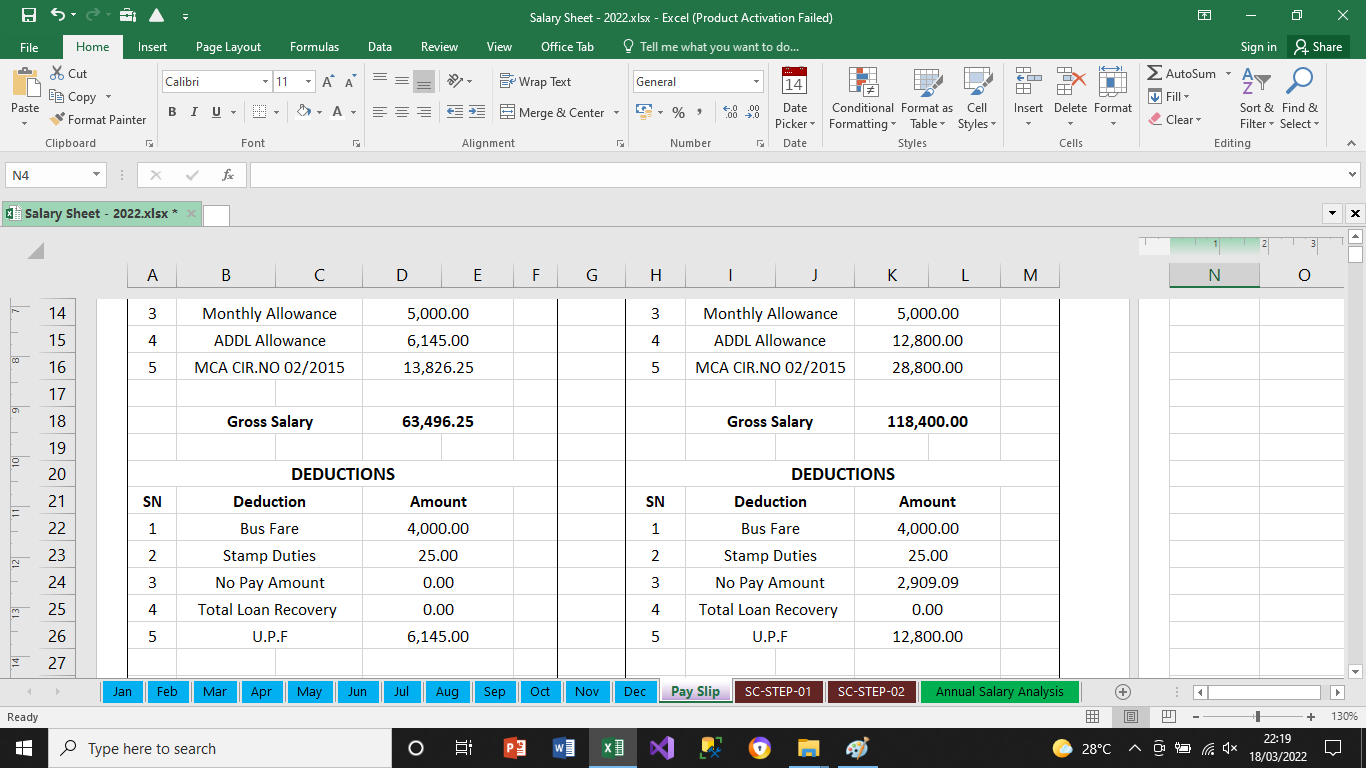 Salary Sheet - 2022.xlsx - Excel (Product Activation Failed)
File Home Insert Page Layout Formulas Data Review View Office Tab Tell me what you want to do... Sign in Share
Paste Cut Copy Format Painter Clipboard
Calibri 11 B I U A Font
Wrap Text Merge & Center Alignment
General % Number
14 Date Picker Date
Conditional Formatting Format as Table Cell Styles Styles
Insert Delete Format Cells
AutoSum Fill Clear Sort & Filter Find & Select Editing
N4 fx
Salary Sheet - 2022.xlsx *
1 2 3
A B C D E F G H I J K L M N O
14 3 Monthly Allowance 5,000.00 3 Monthly Allowance 5,000.00
15 4 ADDL Allowance 6,145.00 4 ADDL Allowance 12,800.00
16 5 MCA CIR.NO 02/2015 13,826.25 5 MCA CIR.NO 02/2015 28,800.00
17
18 Gross Salary 63,496.25 Gross Salary 118,400.00
19
20 DEDUCTIONS DEDUCTIONS
21 SN Deduction Amount SN Deduction Amount
22 1 Bus Fare 4,000.00 1 Bus Fare 4,000.00
23 2 Stamp Duties 25.00 2 Stamp Duties 25.00
24 3 No Pay Amount 0.00 3 No Pay Amount 2,909.09
25 4 Total Loan Recovery 0.00 4 Total Loan Recovery 0.00
26 5 U.P.F 6,145.00 5 U.P.F 12,800.00
27
7 8 9 10 11 12 13 14
Jan Feb Mar Apr May Jun Jul Aug Sep Oct Nov Dec Pay Slip SC-STEP-01 SC-STEP-02 Annual Salary Analysis
Ready 130%
Type here to search 28°C 22:19
18/03/2022